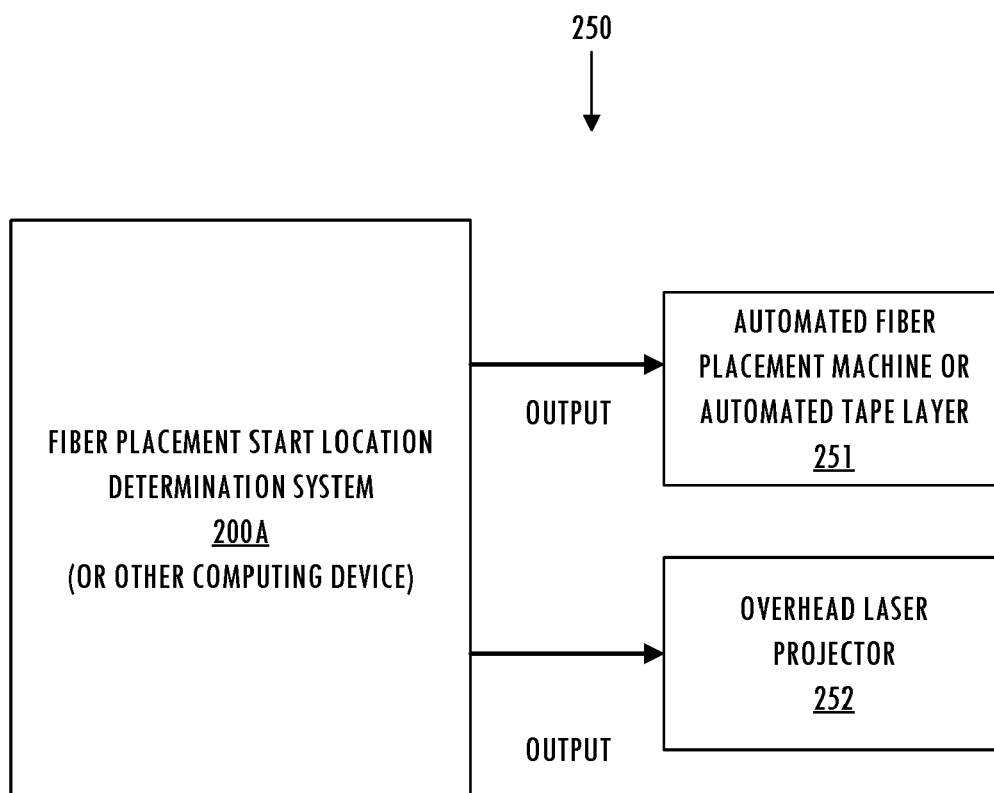 250
FIBER PLACEMENT START LOCATION
DETERMINATION SYSTEM
200A
(OR OTHER COMPUTING DEVICE)
OUTPUT
AUTOMATED FIBER
PLACEMENT MACHINE OR
AUTOMATED TAPE LAYER
251
OUTPUT
OVERHEAD LASER
PROJECTOR
252